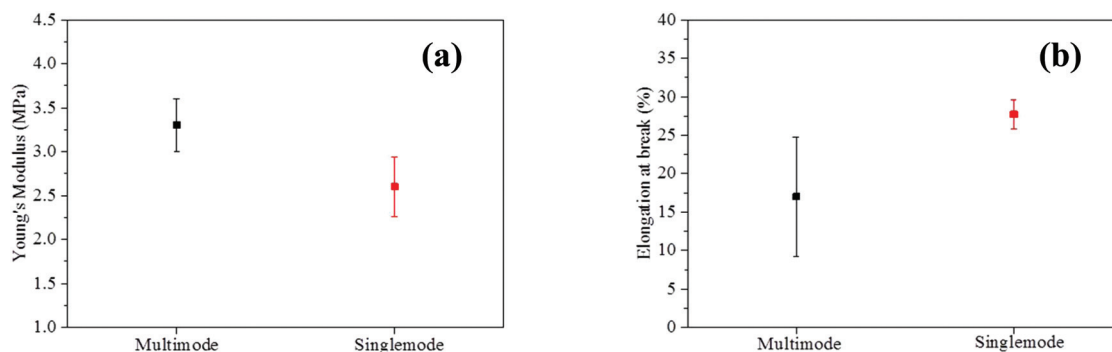 (a)
Young's Modulus (MPa)
4.5
4.0
3.5
3.0
2.5
2.0
1.5
1.0
Multimode
Singlemode
(b)
Elongation at break (%)
40
35
30
25
20
15
10
5
0
Multimode
Singlemode